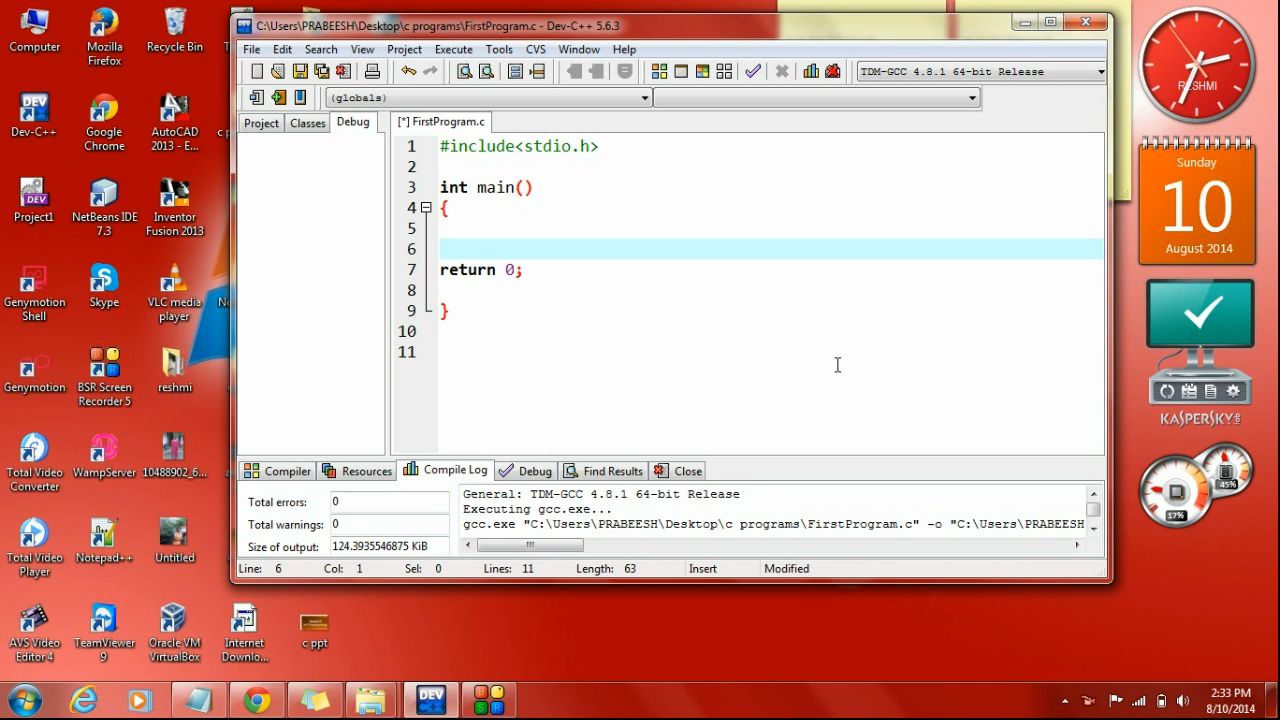 C:\Users\PRABEESH\Desktop\c programs\FirstProgram.c - Dev-C++ 5.6.3
File Edit Search View Project Execute Tools CVS Window Help
TDM-GCC 4.8.1 64-bit Release
(globals)
Project Classes Debug
[*] FirstProgram.c
1 #include<stdio.h>
2
3 int main()
4 {
5
6
7 return 0;
8
9 }
10
11
Compiler Resources Compile Log Debug Find Results Close
Total errors: 0
Total warnings: 0
Size of output: 124.3935546875 KiB
General: TDM-GCC 4.8.1 64-bit Release
Executing gcc.exe...
gcc.exe "C:\Users\PRABEESH\Desktop\c programs\FirstProgram.c" -o "C:\Users\PRABEESH
Line: 6 Col: 1 Sel: 0 Lines: 11 Length: 63 Insert Modified
Computer
Mozilla
Firefox
Recycle Bin
Dev-C++
Google
Chrome
AutoCAD
2013 - E...
Project1
NetBeans IDE
7.3
Inventor
Fusion 2013
Genymotion
Shell
Skype
VLC media
player
Genymotion
BSR Screen
Recorder 5
reshmi
Total Video
Converter
WampServer
10488902_6...
Total Video
Player
Notepad++
Untitled
AVS Video
Editor 4
TeamViewer
9
Oracle VM
VirtualBox
Internet
Downlo...
c ppt
RESHMI
Sunday
10
August 2014
KASPERSKY
17%
45%
DEV
C++
2:33 PM
8/10/2014